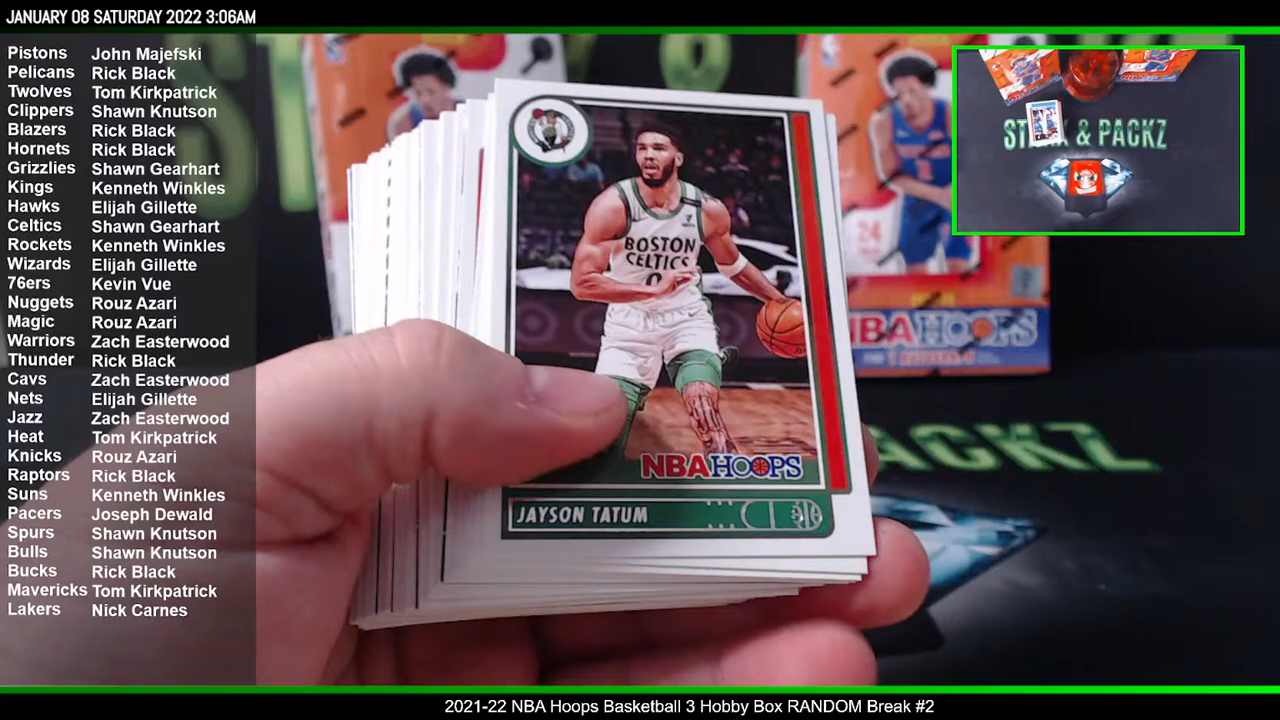 JANUARY 08 SATURDAY 2022 3:06AM
Pistons John Majefski
Pelicans Rick Black
Twolves Tom Kirkpatrick
Clippers Shawn Knutson
Blazers Rick Black
Hornets Rick Black
Grizzlies Shawn Gearhart
Kings Kenneth Winkles
Hawks Elijah Gillette
Celtics Shawn Gearhart
Rockets Kenneth Winkles
Wizards Elijah Gillette
76ers Kevin Vue
Nuggets Rouz Azari
Magic Rouz Azari
Warriors Zach Easterwood
Thunder Rick Black
Cavs Zach Easterwood
Nets Elijah Gillette
Jazz Zach Easterwood
Heat Tom Kirkpatrick
Knicks Rouz Azari
Raptors Rick Black
Suns Kenneth Winkles
Pacers Joseph Dewald
Spurs Shawn Knutson
Bulls Shawn Knutson
Bucks Rick Black
Mavericks Tom Kirkpatrick
Lakers Nick Carnes
BOSTON
CELTICS
0
NBA HOOPS
JAYSON TATUM
24
NBA HOOPS
& PACKZ
ACKZ
2021-22 NBA Hoops Basketball 3 Hobby Box RANDOM Break #2